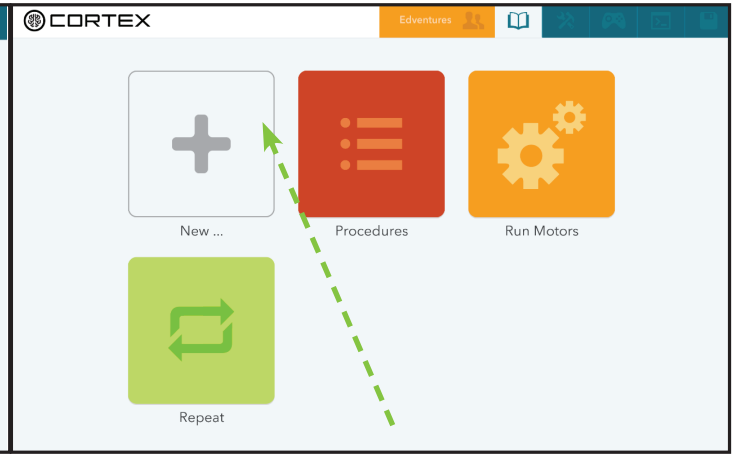 CORTEX
Edventures
New ...
Procedures
Run Motors
Repeat